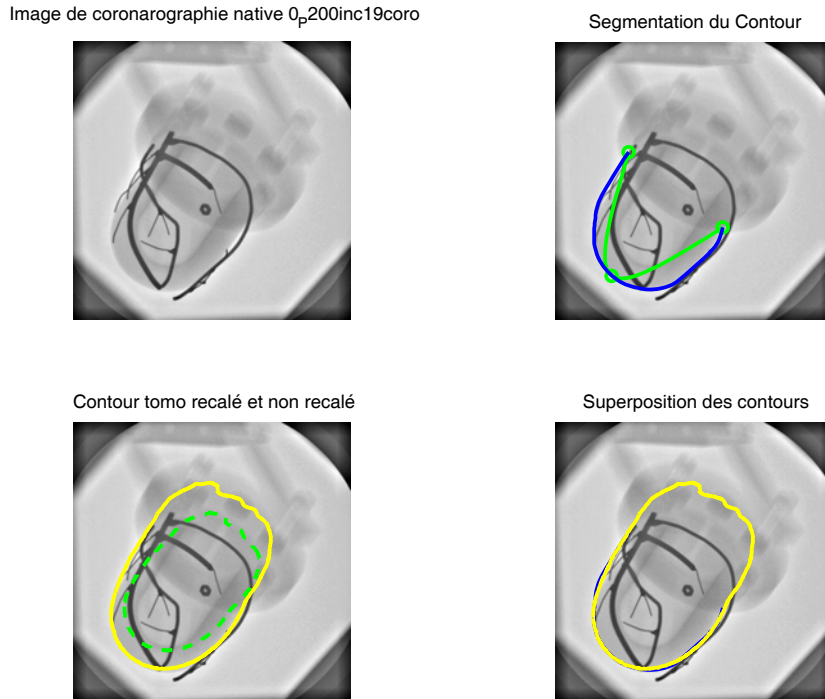 Image de coronarographie native 0p200inc19coro
Segmentation du Contour
Contour tomo recalé et non recalé
Superposition des contours